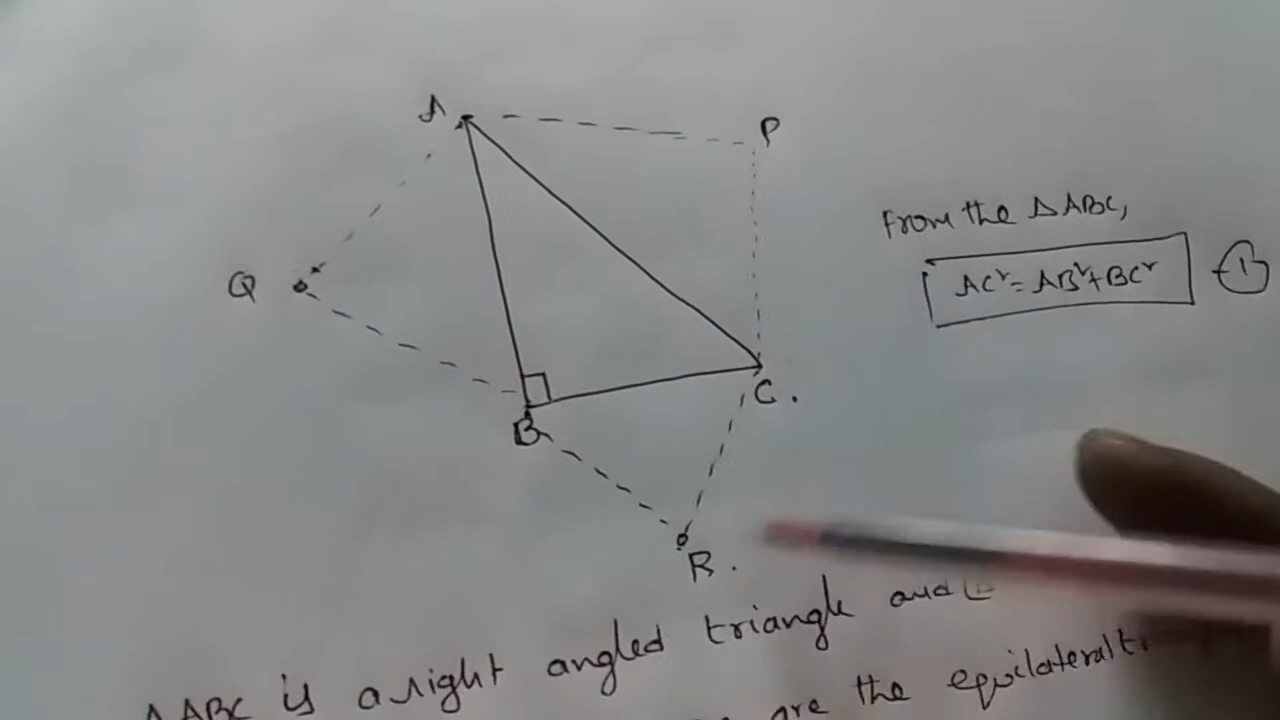 A
P
From the ΔABC,
Q
AC²=AB²+BC² ①
C.
B
R.
ΔABC is a right angled triangle and
are the equilateral